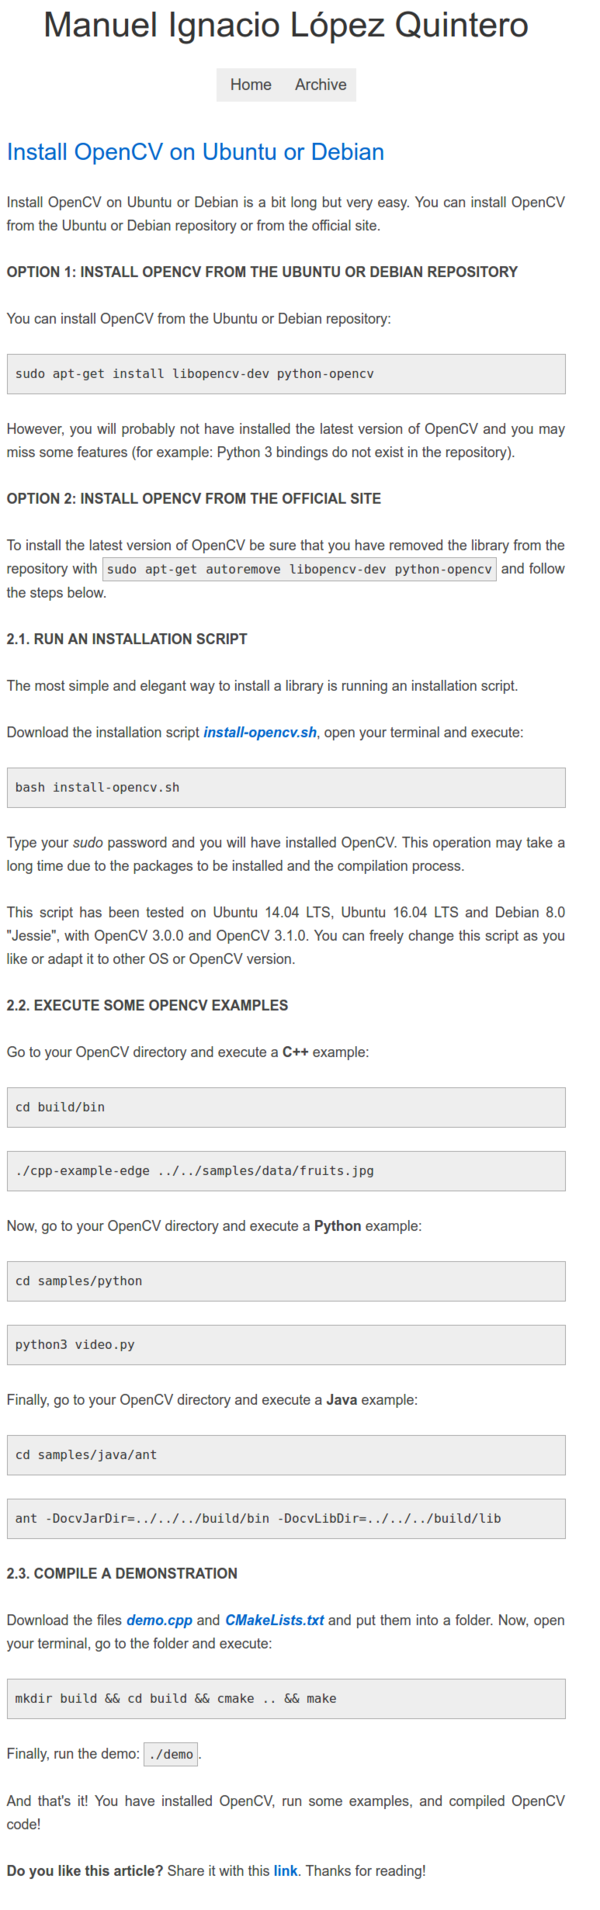 Manuel Ignacio López Quintero
Home Archive
Install OpenCV on Ubuntu or Debian
Install OpenCV on Ubuntu or Debian is a bit long but very easy. You can install OpenCV
from the Ubuntu or Debian repository or from the official site.
OPTION 1: INSTALL OPENCV FROM THE UBUNTU OR DEBIAN REPOSITORY
You can install OpenCV from the Ubuntu or Debian repository:
sudo apt-get install libopencv-dev python-opencv
However, you will probably not have installed the latest version of OpenCV and you may
miss some features (for example: Python 3 bindings do not exist in the repository).
OPTION 2: INSTALL OPENCV FROM THE OFFICIAL SITE
To install the latest version of OpenCV be sure that you have removed the library from the
repository with sudo apt-get autoremove libopencv-dev python-opencv and follow
the steps below.
2.1. RUN AN INSTALLATION SCRIPT
The most simple and elegant way to install a library is running an installation script.
Download the installation script install-opencv.sh, open your terminal and execute:
bash install-opencv.sh
Type your sudo password and you will have installed OpenCV. This operation may take a
long time due to the packages to be installed and the compilation process.
This script has been tested on Ubuntu 14.04 LTS, Ubuntu 16.04 LTS and Debian 8.0
"Jessie", with OpenCV 3.0.0 and OpenCV 3.1.0. You can freely change this script as you
like or adapt it to other OS or OpenCV version.
2.2. EXECUTE SOME OPENCV EXAMPLES
Go to your OpenCV directory and execute a C++ example:
cd build/bin
./cpp-example-edge ../../samples/data/fruits.jpg
Now, go to your OpenCV directory and execute a Python example:
cd samples/python
python3 video.py
Finally, go to your OpenCV directory and execute a Java example:
cd samples/java/ant
ant -DocvJarDir=../../../build/bin -DocvLibDir=../../../build/lib
2.3. COMPILE A DEMONSTRATION
Download the files demo.cpp and CMakeLists.txt and put them into a folder. Now, open
your terminal, go to the folder and execute:
mkdir build && cd build && cmake .. && make
Finally, run the demo: ./demo.
And that's it! You have installed OpenCV, run some examples, and compiled OpenCV
code!
Do you like this article? Share it with this link. Thanks for reading!